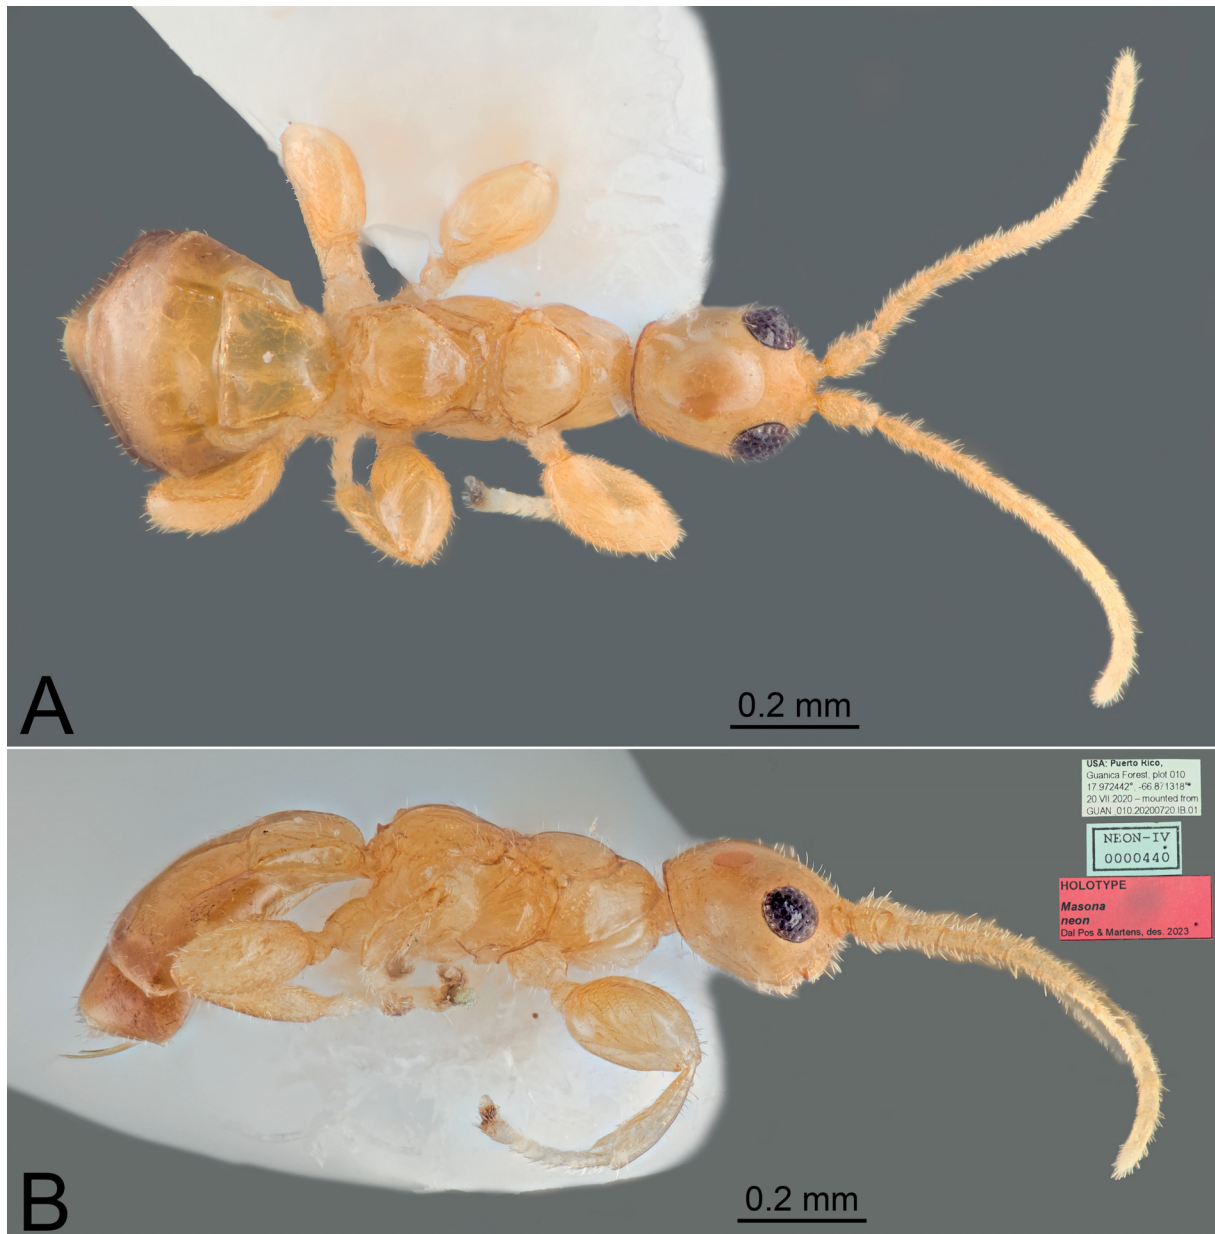 A
0.2 mm
USA: Puerto Rico,
Guanica Forest, plot 010
17.972442°, -66.871318°
20.VII.2020 – mounted from
GUAN_010.20200720.IB.01
NEON-IV
0000440
HOLOTYPE
Masona
neon
Dal Pos & Martens, des. 2023
B
0.2 mm